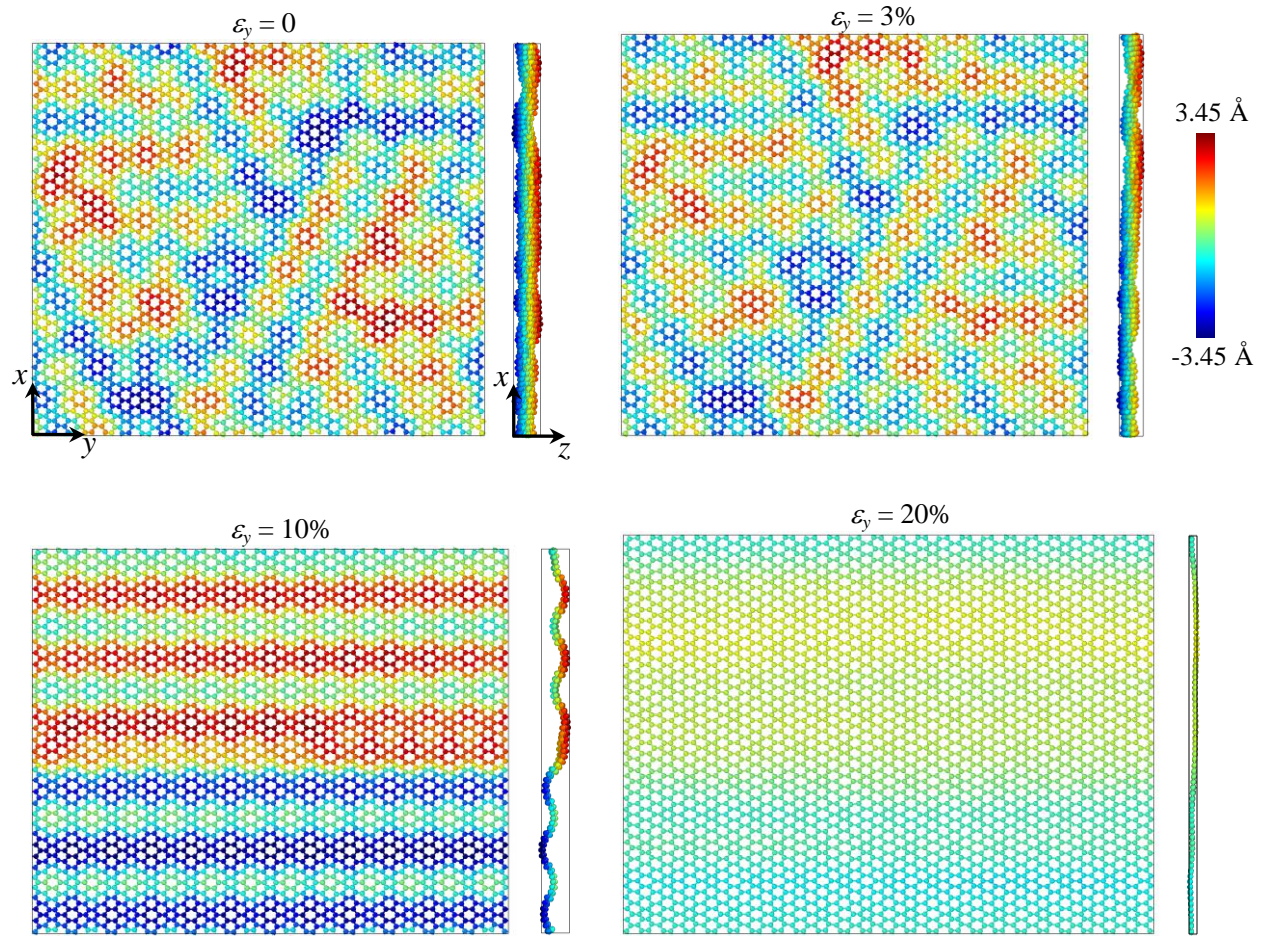 εy = 0
εy = 3%
3.45 Å
-3.45 Å
x
y
x
z
εy = 10%
εy = 20%